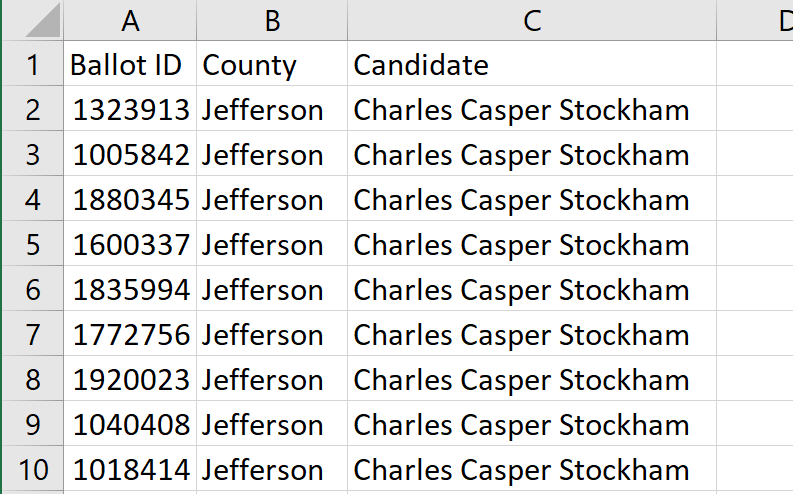 A B C D
1 Ballot ID County Candidate
2 1323913 Jefferson Charles Casper Stockham
3 1005842 Jefferson Charles Casper Stockham
4 1880345 Jefferson Charles Casper Stockham
5 1600337 Jefferson Charles Casper Stockham
6 1835994 Jefferson Charles Casper Stockham
7 1772756 Jefferson Charles Casper Stockham
8 1920023 Jefferson Charles Casper Stockham
9 1040408 Jefferson Charles Casper Stockham
10 1018414 Jefferson Charles Casper Stockham